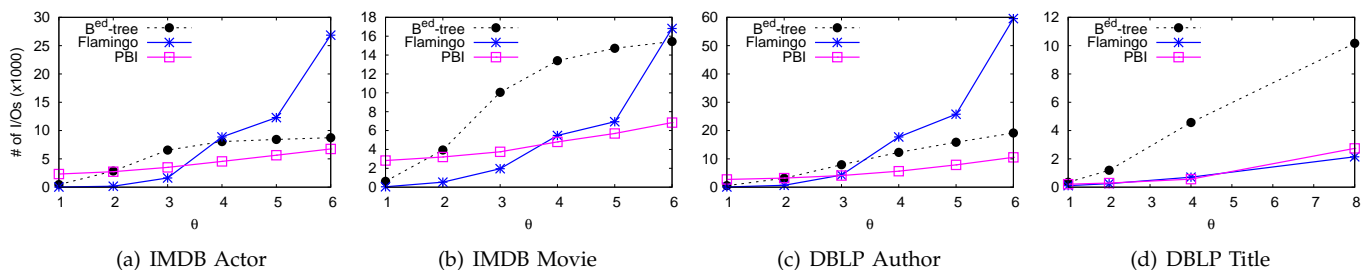 # of I/Os (x1000)
30
25
20
15
10
5
0
1 2 3 4 5 6
θ
B^ed-tree
Flamingo
PBI
(a) IMDB Actor
18
16
14
12
10
8
6
4
2
0
1 2 3 4 5 6
θ
B^ed-tree
Flamingo
PBI
(b) IMDB Movie
60
50
40
30
20
10
0
1 2 3 4 5 6
θ
B^ed-tree
Flamingo
PBI
(c) DBLP Author
12
10
8
6
4
2
0
1 2 3 4 5 6 7 8
θ
B^ed-tree
Flamingo
PBI
(d) DBLP Title